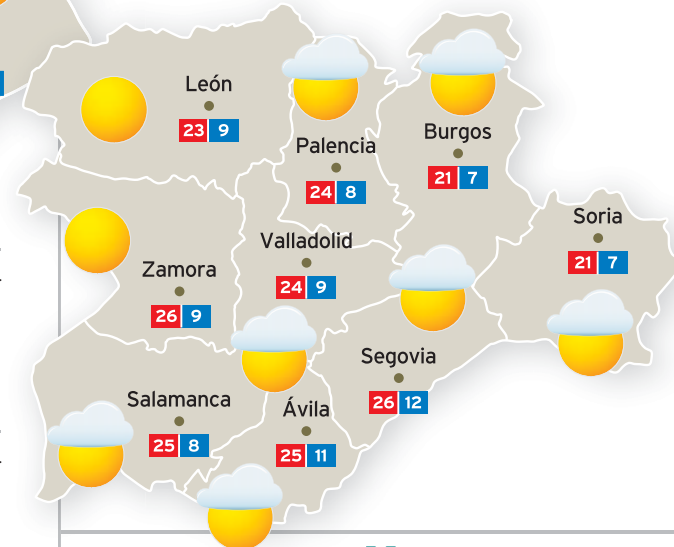 León
23 9
Palencia
24 8
Burgos
21 7
Soria
21 7
Valladolid
24 9
Zamora
26 9
Segovia
26 12
Salamanca
25 8
Ávila
25 11